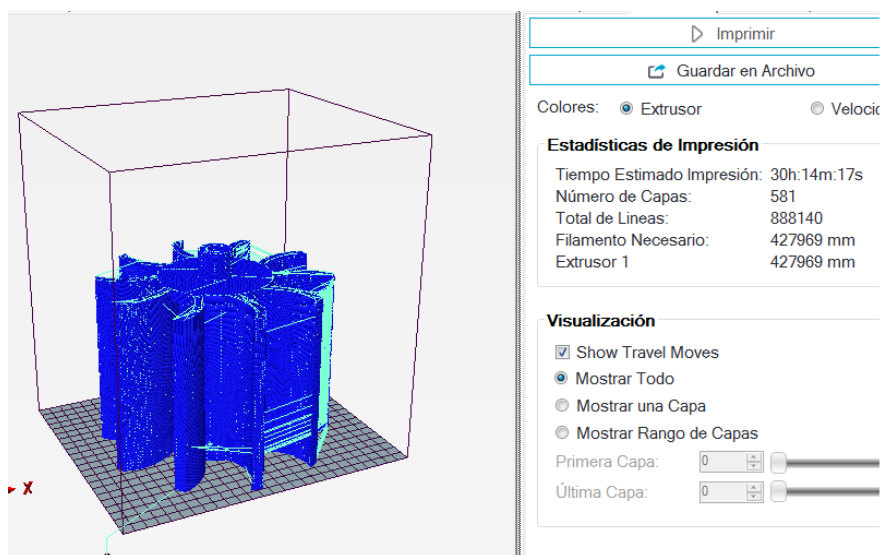 Imprimir
Guardar en Archivo
Colores: Extrusor
Estadísticas de Impresión
Tiempo Estimado Impresión: 30h:14m:17s
Número de Capas: 581
Total de Lineas: 888140
Filamento Necesario: 427969 mm
Extrusor 1 427969 mm
Visualización
Show Travel Moves
Mostrar Todo
Mostrar una Capa
Mostrar Rango de Capas
Primera Capa: 0
Última Capa: 0
X